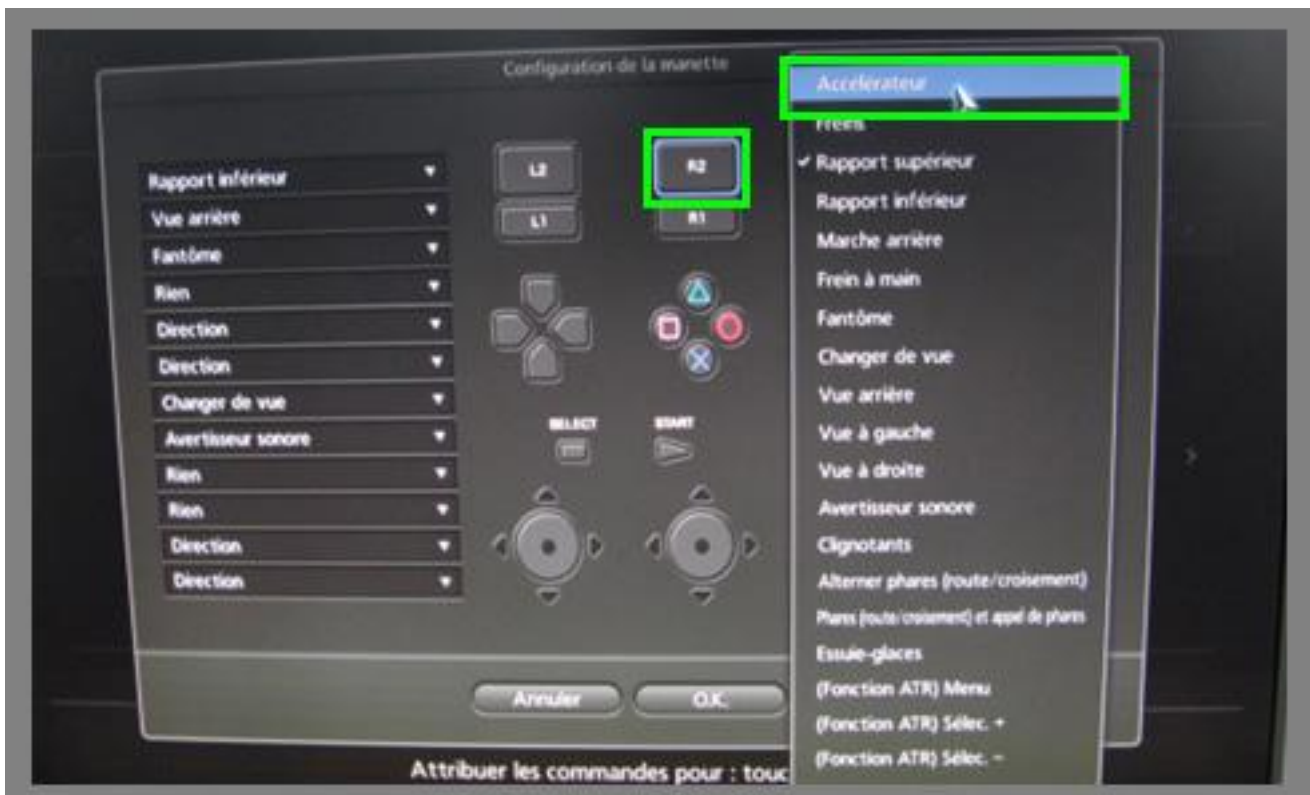 Configuration de la manette
Rapport inférieur
Vue arrière
Fantôme
Rien
Direction
Direction
Changer de vue
Avertisseur sonore
Rien
Rien
Direction
Direction
L2
R2
L1
R1
SELECT
START
Accélérateur
Freins
✓ Rapport supérieur
Rapport inférieur
Marche arrière
Frein à main
Fantôme
Changer de vue
Vue arrière
Vue à gauche
Vue à droite
Avertisseur sonore
Clignotants
Alterner phares (route/croisement)
Phares (route/croisement) et appel de phares
Essuie-glaces
(Fonction ATR) Menu
(Fonction ATR) Sélec. +
(Fonction ATR) Sélec. -
Annuler
O.K.
Attribuer les commandes pour : touc